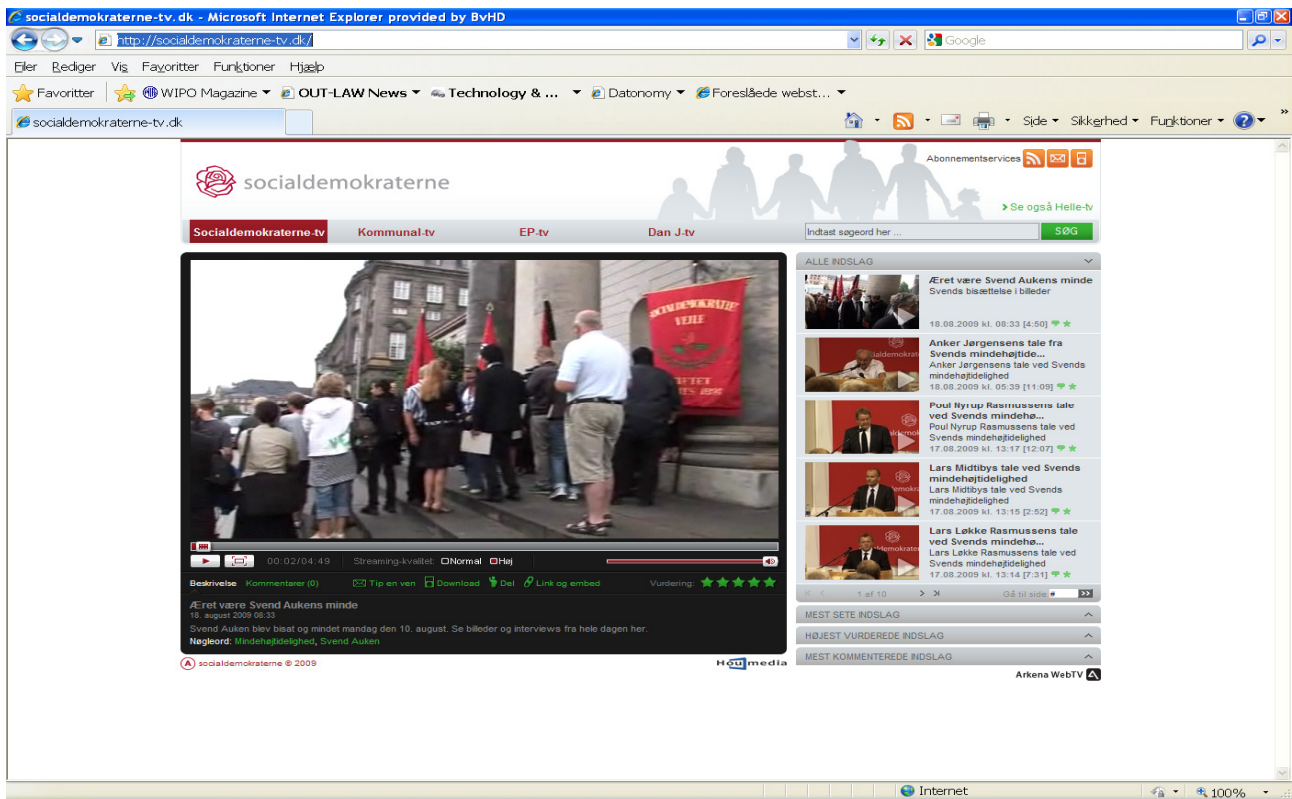 socialdemokraterne-tv.dk - Microsoft Internet Explorer provided by BvHD
http://socialdemokraterne-tv.dk/
Google
Filer Rediger Vis Favoritter Funktioner Hjælp
Favoritter WIPO Magazine OUT-LAW News Technology & ... Datonomy Foreslåede webst...
socialdemokraterne-tv.dk
Side Sikkerhed Funktioner
socialdemokraterne
Abonnementservices
Se også Helle-tv
Socialdemokraterne-tv Kommunal-tv EP-tv Dan J-tv
Indtast søgeord her ... SØG
SOCIALDEMOKRATIE
VEJLE
STIFTET
1895
00:02/04:49 Streaming-kvalitet: Normal Høj
Beskrivelse Kommentarer (0) Tip en ven Download Del Link og embed Vurdering:
Æret være Svend Aukens minde
18. august 2009 08:33
Svend Auken blev bisat og mindet mandag den 10. august. Se billeder og interviews fra hele dagen her.
Nøgleord: Mindehøjtidelighed, Svend Auken
socialdemokraterne © 2009
Houmedia
ALLE INDSLAG
Æret være Svend Aukens minde
Svends bisættelse i billeder
18.08.2009 kl. 08:33 [4:50]
Anker Jørgensens tale fra
Svends mindehøjtide...
Anker Jørgensens tale ved Svends
mindehøjtidelighed
18.08.2009 kl. 05:39 [11:09]
Poul Nyrup Rasmussens tale
ved Svends mindehø...
Poul Nyrup Rasmussens tale ved
Svends mindehøjtidelighed
17.08.2009 kl. 13:17 [12:07]
Lars Midtibys tale ved Svends
mindehøjtidelighed
Lars Midtibys tale ved Svends
mindehøjtidelighed
17.08.2009 kl. 13:15 [2:52]
Lars Løkke Rasmussens tale
ved Svends mindehø...
Lars Løkke Rasmussens tale ved
Svends mindehøjtidelighed
17.08.2009 kl. 13:14 [7:31]
1 af 10 Gå til side #
MEST SETE INDSLAG
HØJEST VURDEREDE INDSLAG
MEST KOMMENTEREDE INDSLAG
Arkena WebTV
Internet 100%